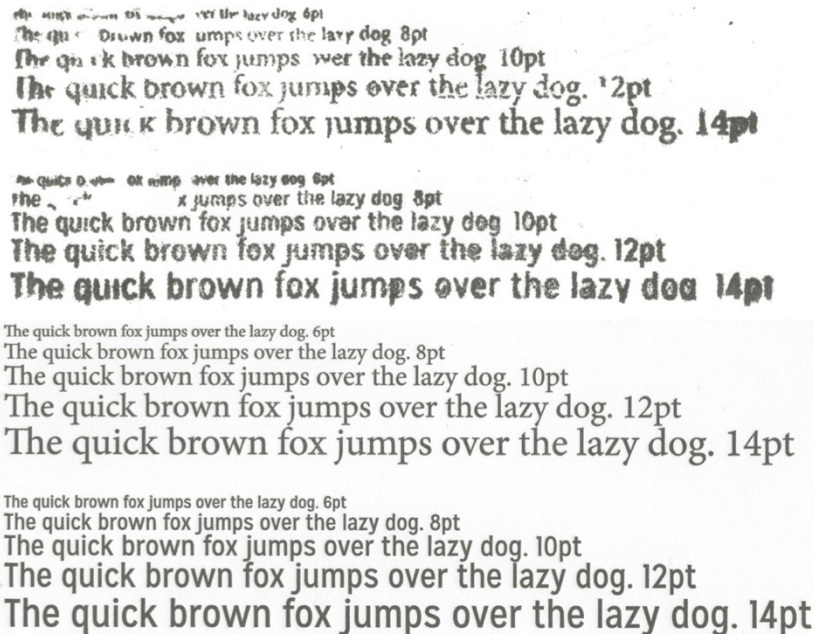 over the lazy dog 6pt
The brown fox jumps over the lazy dog 8pt
The brown fox jumps over the lazy dog 10pt
The quick brown fox jumps over the lazy dog. 12pt
The quick brown fox jumps over the lazy dog. 14pt
quick over the lazy dog 6pt
The x jumps over the lazy dog 8pt
The quick brown fox jumps over the lazy dog 10pt
The quick brown fox jumps over the lazy dog. 12pt
The quick brown fox jumps over the lazy dog 14pt
The quick brown fox jumps over the lazy dog. 6pt
The quick brown fox jumps over the lazy dog. 8pt
The quick brown fox jumps over the lazy dog. 10pt
The quick brown fox jumps over the lazy dog. 12pt
The quick brown fox jumps over the lazy dog. 14pt
The quick brown fox jumps over the lazy dog. 6pt
The quick brown fox jumps over the lazy dog. 8pt
The quick brown fox jumps over the lazy dog. 10pt
The quick brown fox jumps over the lazy dog. 12pt
The quick brown fox jumps over the lazy dog. 14pt